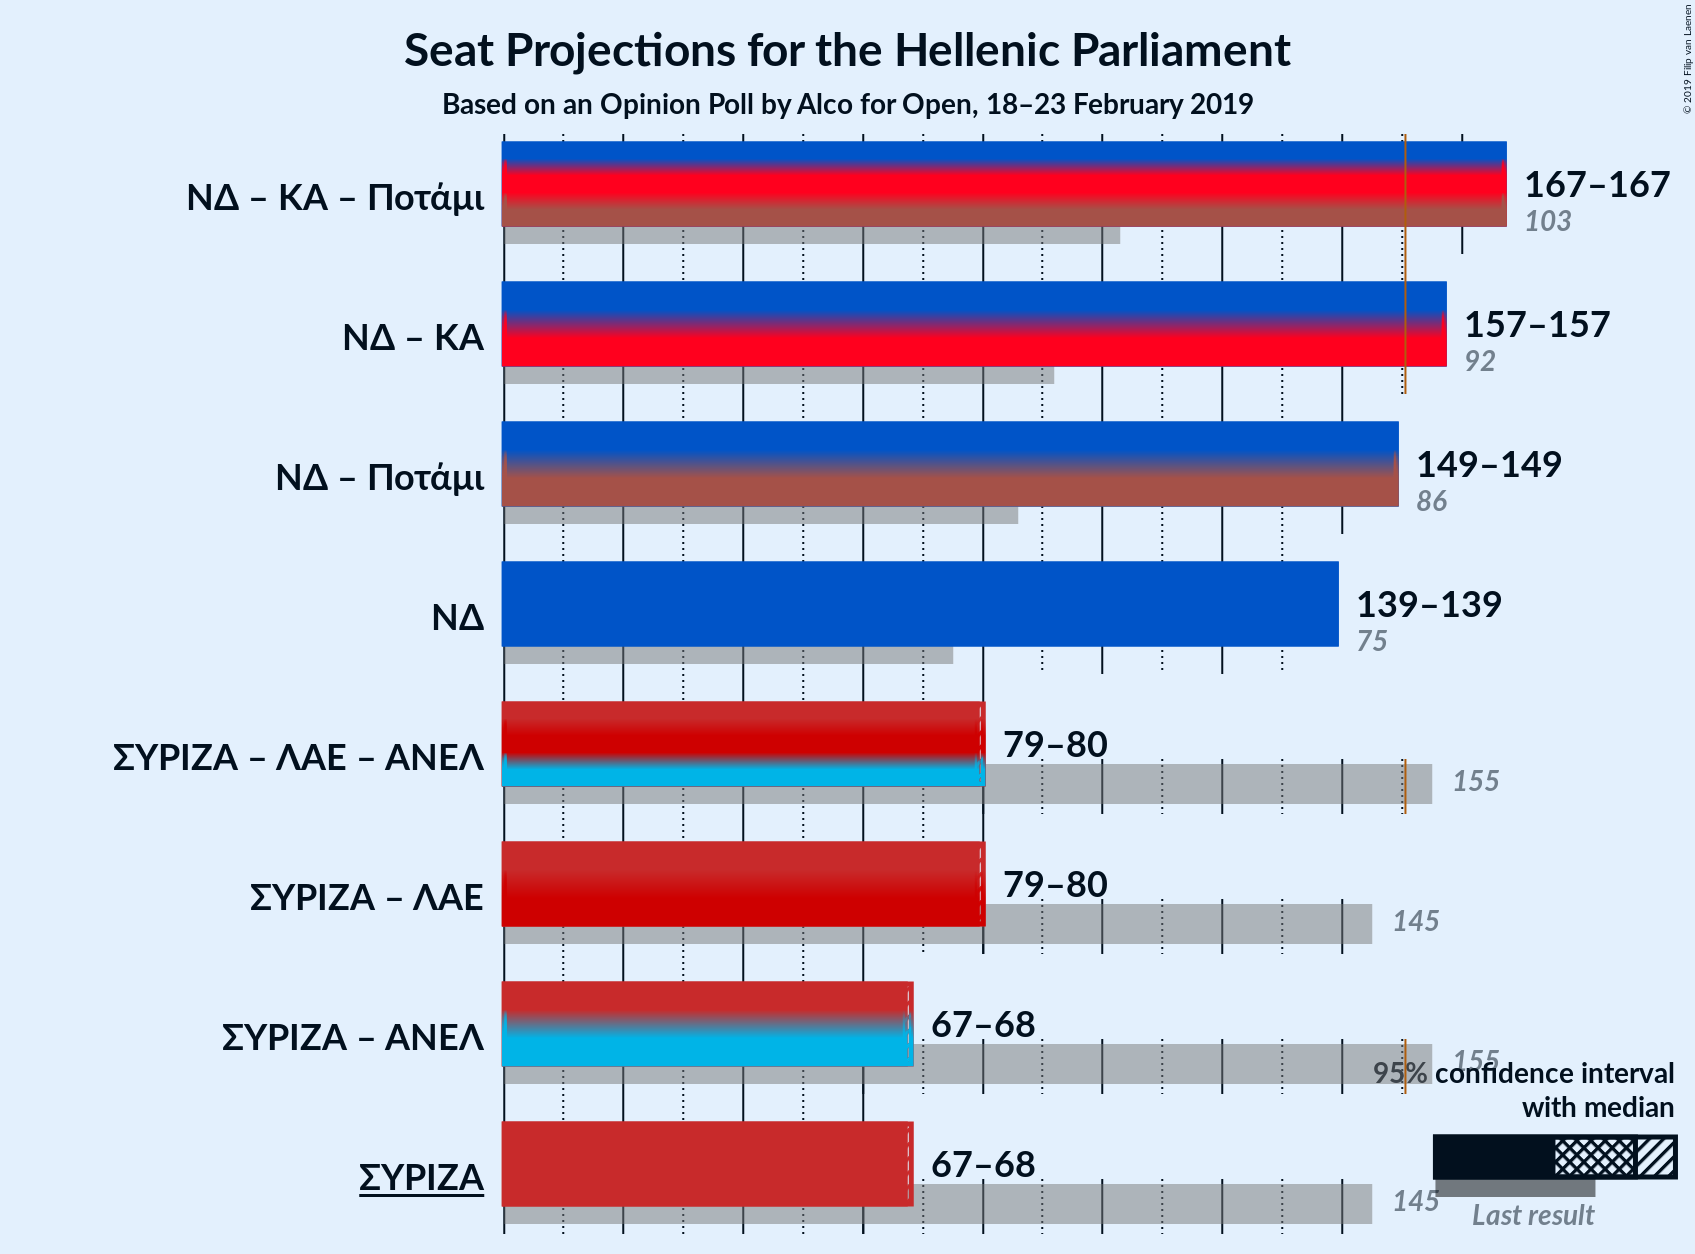 Seat Projections for the Hellenic Parliament
Based on an Opinion Poll by Alco for Open, 18–23 February 2019
© 2019 Filip van Laenen
ΝΔ – ΚΑ – Ποτάμι
167–167
103
ΝΔ – ΚΑ
157–157
92
ΝΔ – Ποτάμι
149–149
86
ΝΔ
139–139
75
ΣΥΡΙΖΑ – ΛΑΕ – ΑΝΕΛ
79–80
155
ΣΥΡΙΖΑ – ΛΑΕ
79–80
145
ΣΥΡΙΖΑ – ΑΝΕΛ
67–68
155
95% confidence interval
with median
ΣΥΡΙΖΑ
67–68
145
Last result